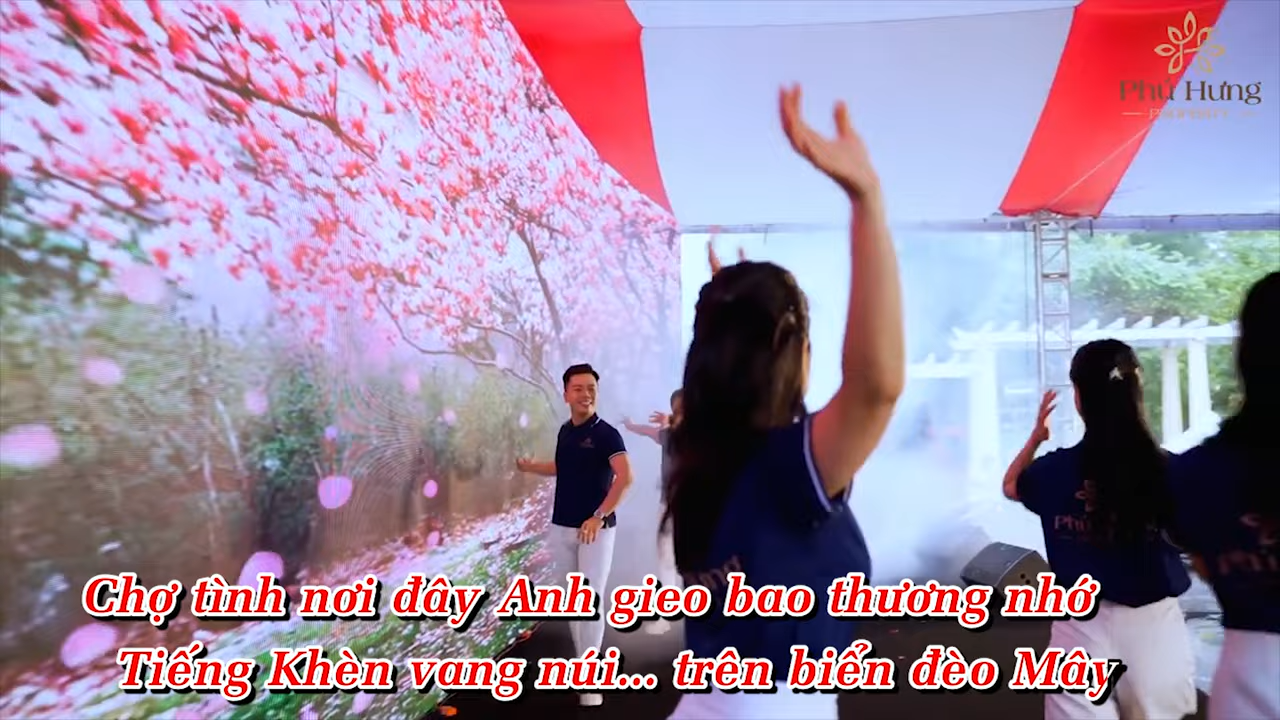 Phú Hưng
PROPERTY
Chợ tình nơi đây Anh gieo bao thương nhớ
Tiếng Khèn vang núi... trên biển đèo Mây